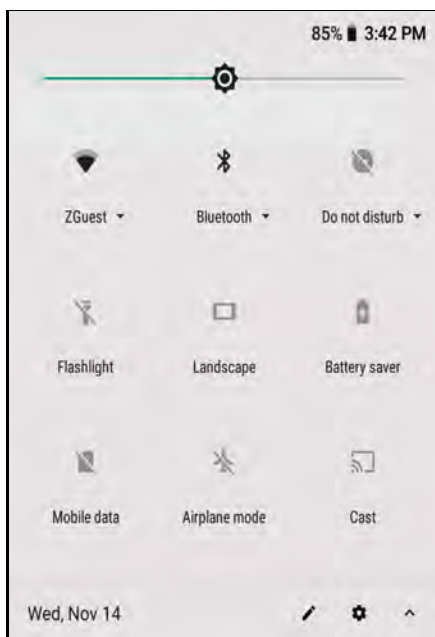 85% 3:42 PM
ZGuest Bluetooth Do not disturb
Flashlight Landscape Battery saver
Mobile data Airplane mode Cast
Wed, Nov 14